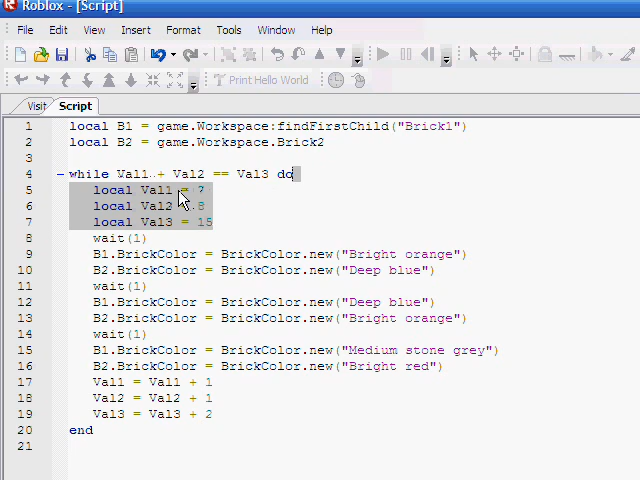 Roblox - [Script]
File Edit View Insert Format Tools Window Help
Print Hello World
Visit Script
1 local B1 = game.Workspace:findFirstChild("Brick1")
2 local B2 = game.Workspace.Brick2
3
4 while Val1 + Val2 == Val3 do
5 local Val1 = 7
6 local Val2 = 8
7 local Val3 = 15
8 wait(1)
9 B1.BrickColor = BrickColor.new("Bright orange")
10 B2.BrickColor = BrickColor.new("Deep blue")
11 wait(1)
12 B1.BrickColor = BrickColor.new("Deep blue")
13 B2.BrickColor = BrickColor.new("Bright orange")
14 wait(1)
15 B1.BrickColor = BrickColor.new("Medium stone grey")
16 B2.BrickColor = BrickColor.new("Bright red")
17 Val1 = Val1 + 1
18 Val2 = Val2 + 1
19 Val3 = Val3 + 2
20 end
21